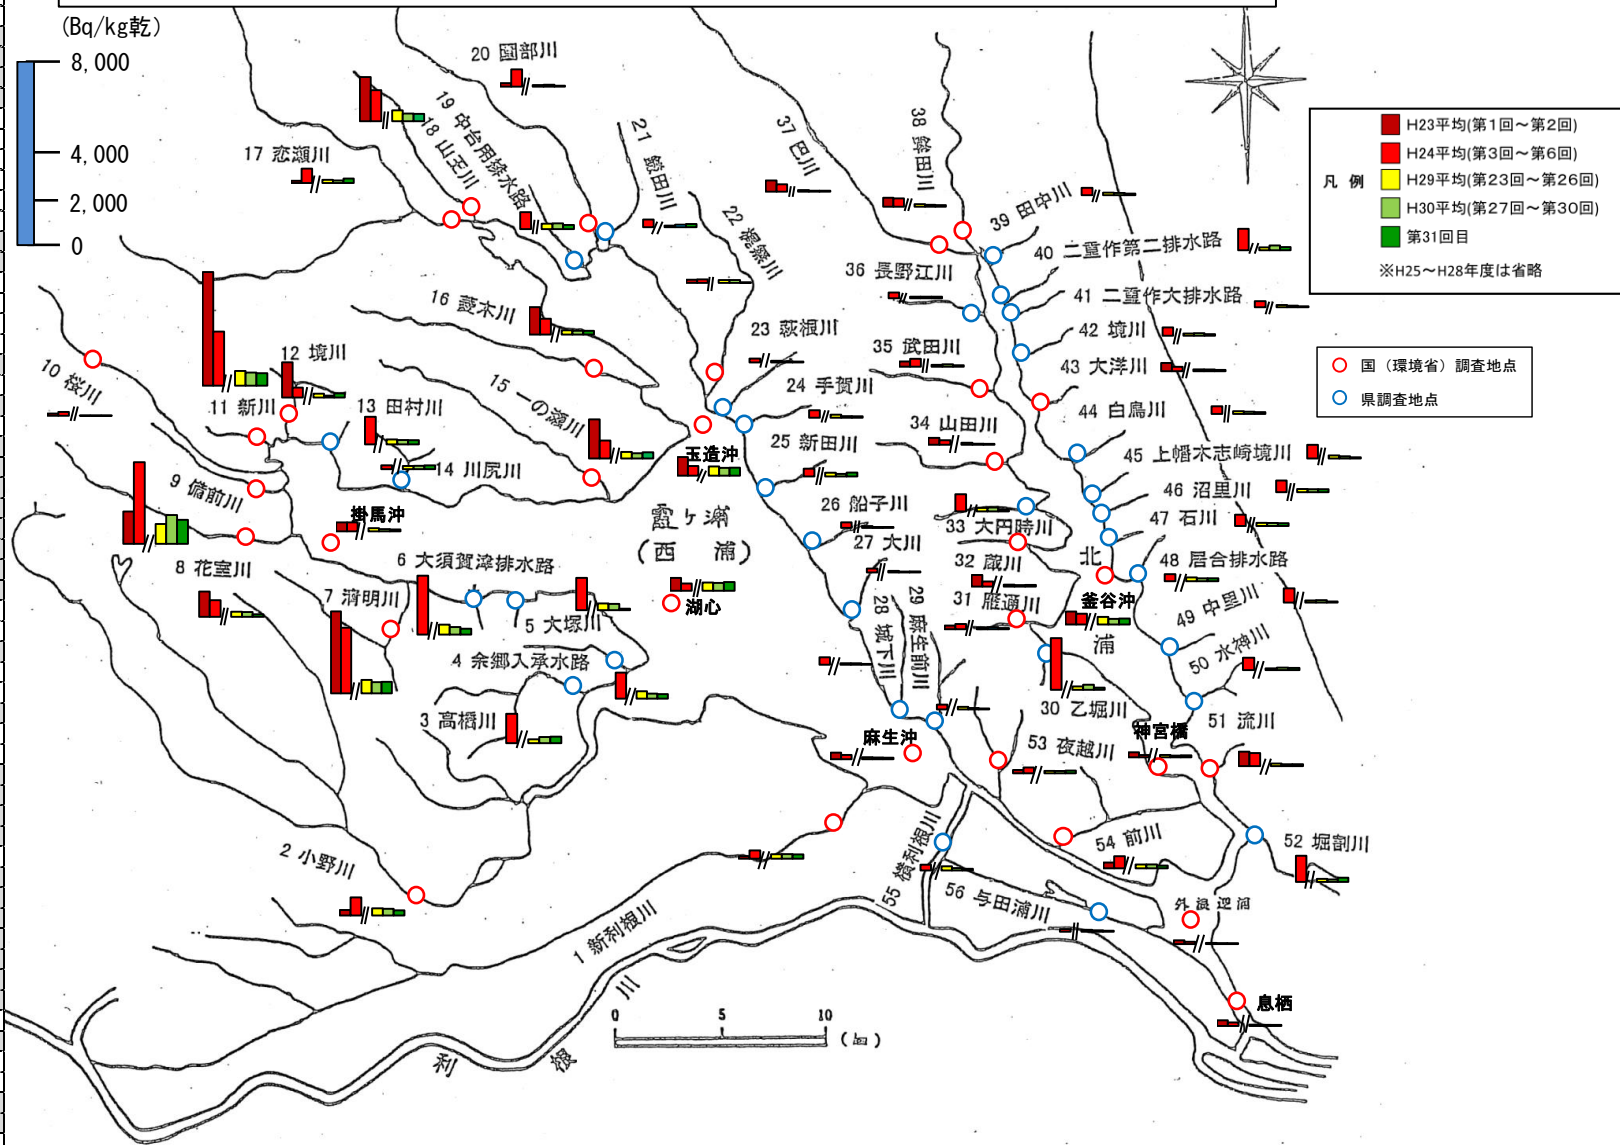 (Bq/kg乾)
8,000
4,000
2,000
0
20 園部川
19 中台用排水路
18 山王川
17 恋瀬川
21 鎌田川
22 梶無川
37 巴川
38 鉾田川
39 田中川
40 二重作第二排水路
41 二重作大排水路
42 境川
43 大洋川
44 白鳥川
45 上幡木志崎境川
46 沼里川
47 石川
48 居合排水路
49 中里川
50 水神川
51 流川
52 堀割川
36 長野江川
35 武田川
34 山田川
33 大円時川
32 蔵川
31 雁通川
30 乙堀川
53 夜越川
54 前川
55 横利根川
56 与田浦川
23 萩根川
24 手賀川
25 新田川
26 船子川
27 大川
28 城下川
29 麻生前川
16 菱木川
15 一の瀬川
14 川尻川
13 田村川
12 境川
11 新川
10 桜川
9 備前川
8 花室川
7 清明川
6 大須賀津排水路
5 大塚川
4 余郷入承水路
3 高橋川
2 小野川
1 新利根川
玉造沖
掛馬沖
湖心
麻生沖
釜谷沖
神宮橋
外浪逆浦
息栖
霞ヶ浦
(西 浦)
北
浦
利 根 川
0 5 10
(㎞)
凡 例
H23平均(第1回～第2回)
H24平均(第3回～第6回)
H29平均(第23回～第26回)
H30平均(第27回～第30回)
第31回目
※H25～H28年度は省略
国（環境省）調査地点
県調査地点